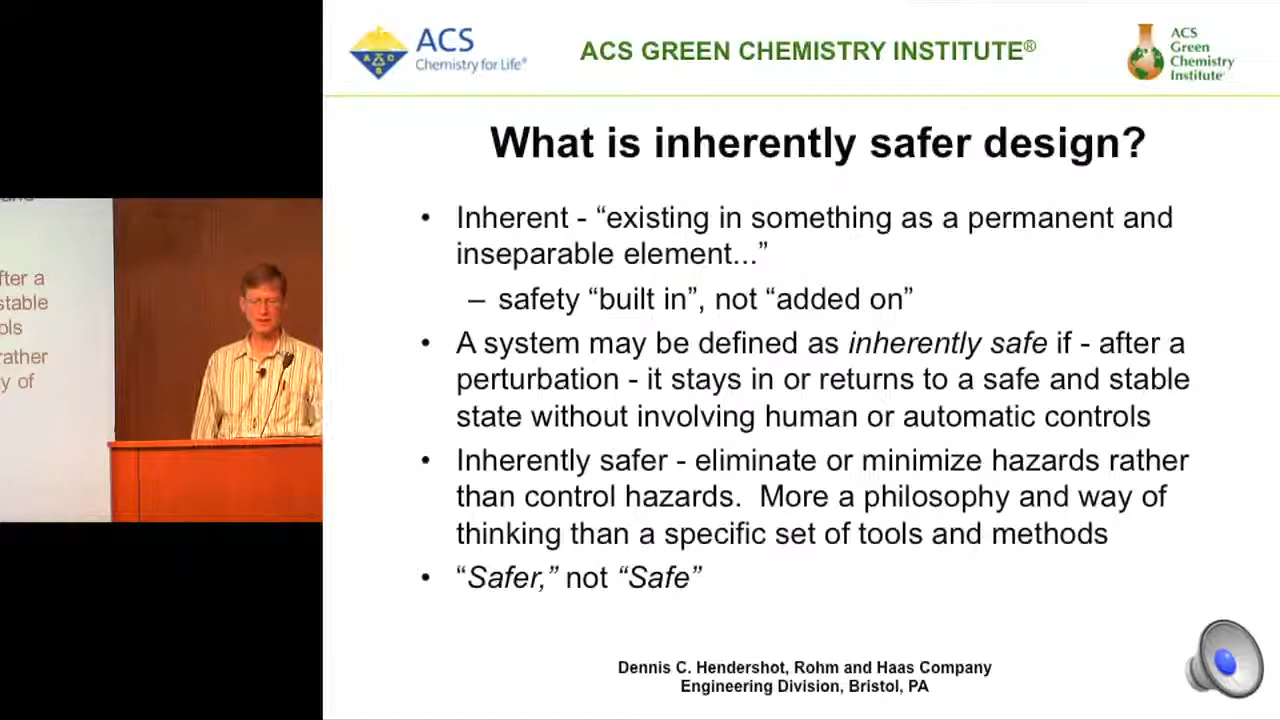 ACS
Chemistry for Life®
ACS GREEN CHEMISTRY INSTITUTE®
ACS
Green
Chemistry
Institute®
What is inherently safer design?
• Inherent - “existing in something as a permanent and
inseparable element...”
– safety “built in”, not “added on”
• A system may be defined as inherently safe if - after a
perturbation - it stays in or returns to a safe and stable
state without involving human or automatic controls
• Inherently safer - eliminate or minimize hazards rather
than control hazards.  More a philosophy and way of
thinking than a specific set of tools and methods
• “Safer,” not “Safe”
Dennis C. Hendershot, Rohm and Haas Company
Engineering Division, Bristol, PA
fter a
stable
ols
rather
y of